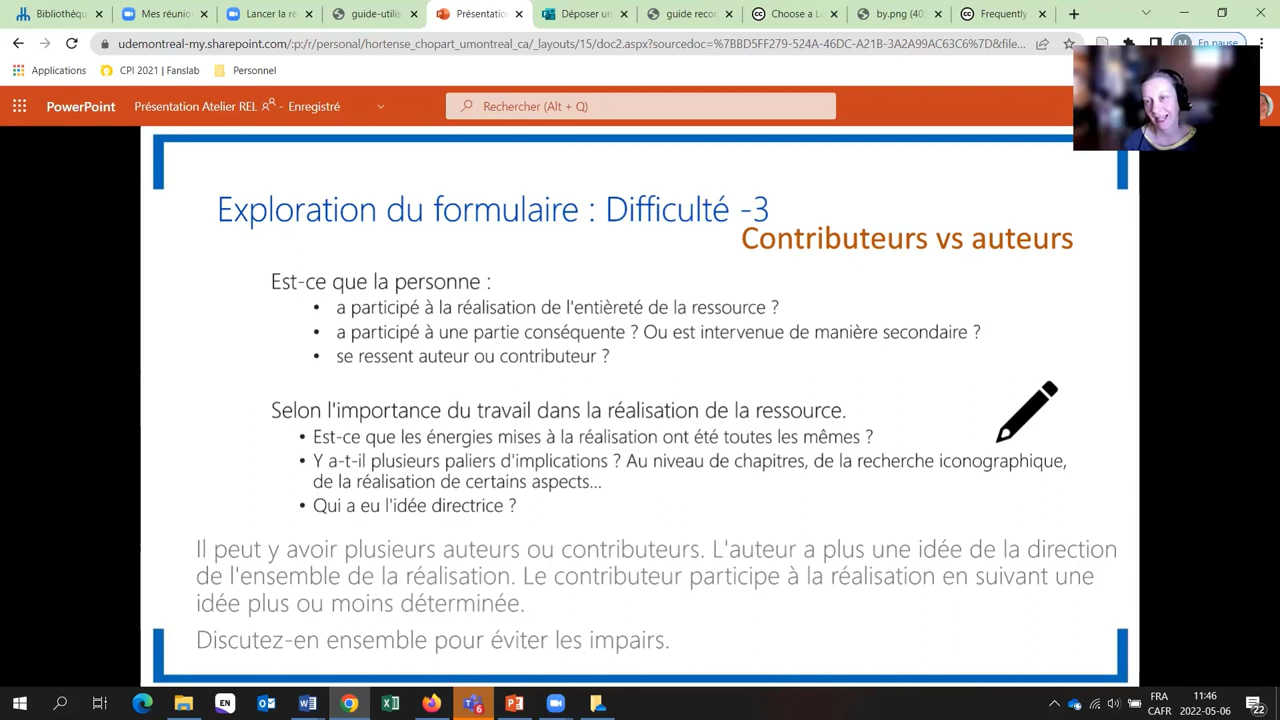 Bibliothèqu
Mes réunio
Lancer la ré
guide-utilis
Présentatio
Déposer un
guide recor
Choose a Li
by.png (40
Frequently
udemontreal-my.sharepoint.com/:p:/r/personal/hortense_chopart_umontreal_ca/_layouts/15/doc2.aspx?sourcedoc=%7BBD5FF279-524A-46DC-A21B-3A2A99AC63C6%7D&file...
En pause
Applications
CPI 2021 | Fanslab
Personnel
PowerPoint
Présentation Atelier REL - Enregistré
Rechercher (Alt + Q)
Exploration du formulaire : Difficulté -3
Contributeurs vs auteurs
Est-ce que la personne :
• a participé à la réalisation de l'entièreté de la ressource ?
• a participé à une partie conséquente ? Ou est intervenue de manière secondaire ?
• se ressent auteur ou contributeur ?
Selon l'importance du travail dans la réalisation de la ressource.
• Est-ce que les énergies mises à la réalisation ont été toutes les mêmes ?
• Y a-t-il plusieurs paliers d'implications ? Au niveau de chapitres, de la recherche iconographique,
de la réalisation de certains aspects...
• Qui a eu l'idée directrice ?
Il peut y avoir plusieurs auteurs ou contributeurs. L'auteur a plus une idée de la direction
de l'ensemble de la réalisation. Le contributeur participe à la réalisation en suivant une
idée plus ou moins déterminée.
Discutez-en ensemble pour éviter les impairs.
EN
FRA
CAFR
11:46
2022-05-06
22